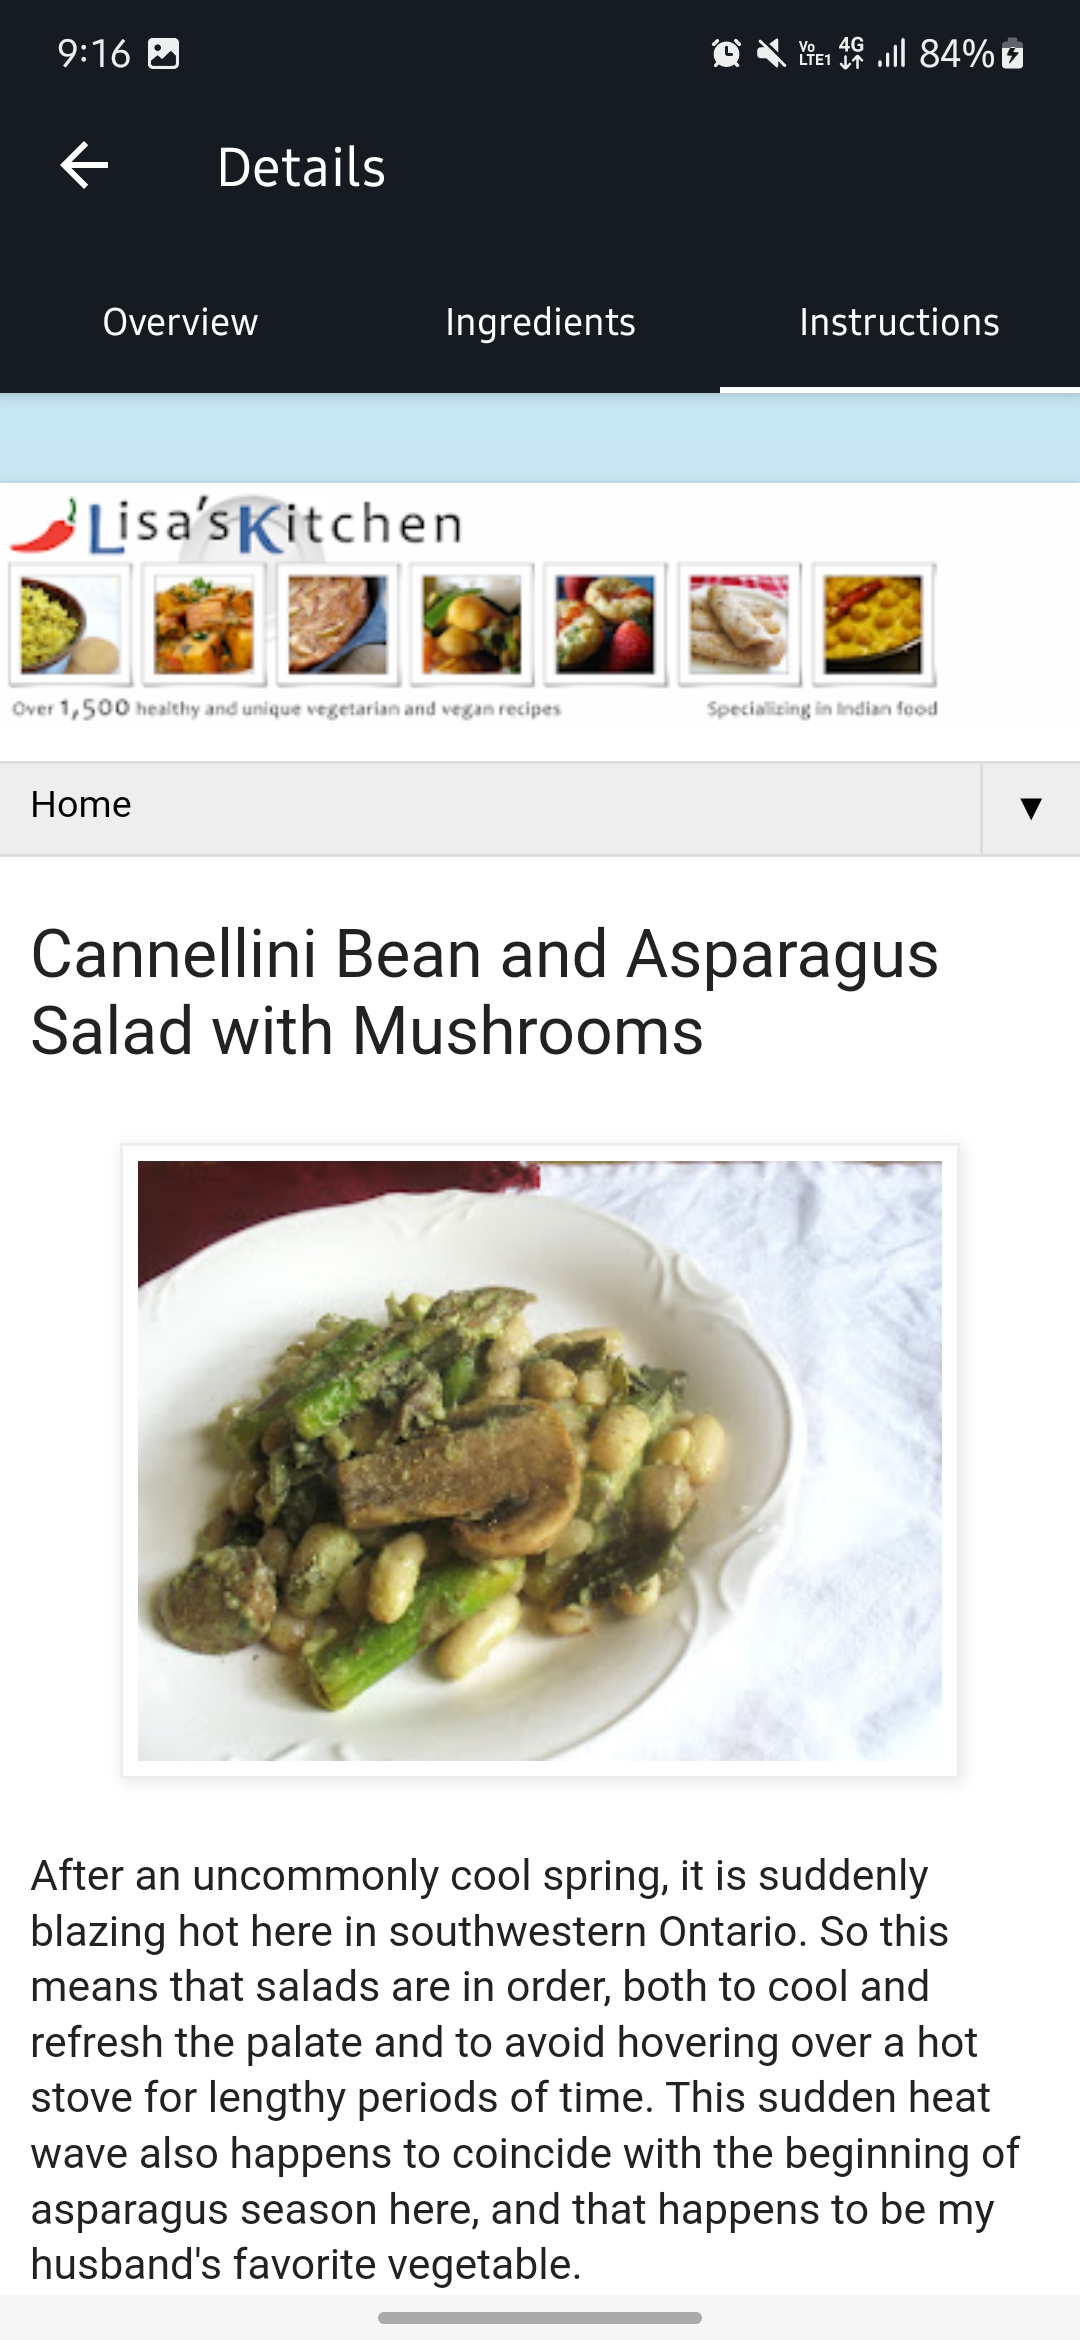 9:16 Vo LTE1 4G 84%
Details
Overview Ingredients Instructions
Lisa's Kitchen
Over 1,500 healthy and unique vegetarian and vegan recipes Specializing in Indian food
Home ▼
Cannellini Bean and Asparagus
Salad with Mushrooms
After an uncommonly cool spring, it is suddenly
blazing hot here in southwestern Ontario. So this
means that salads are in order, both to cool and
refresh the palate and to avoid hovering over a hot
stove for lengthy periods of time. This sudden heat
wave also happens to coincide with the beginning of
asparagus season here, and that happens to be my
husband's favorite vegetable.